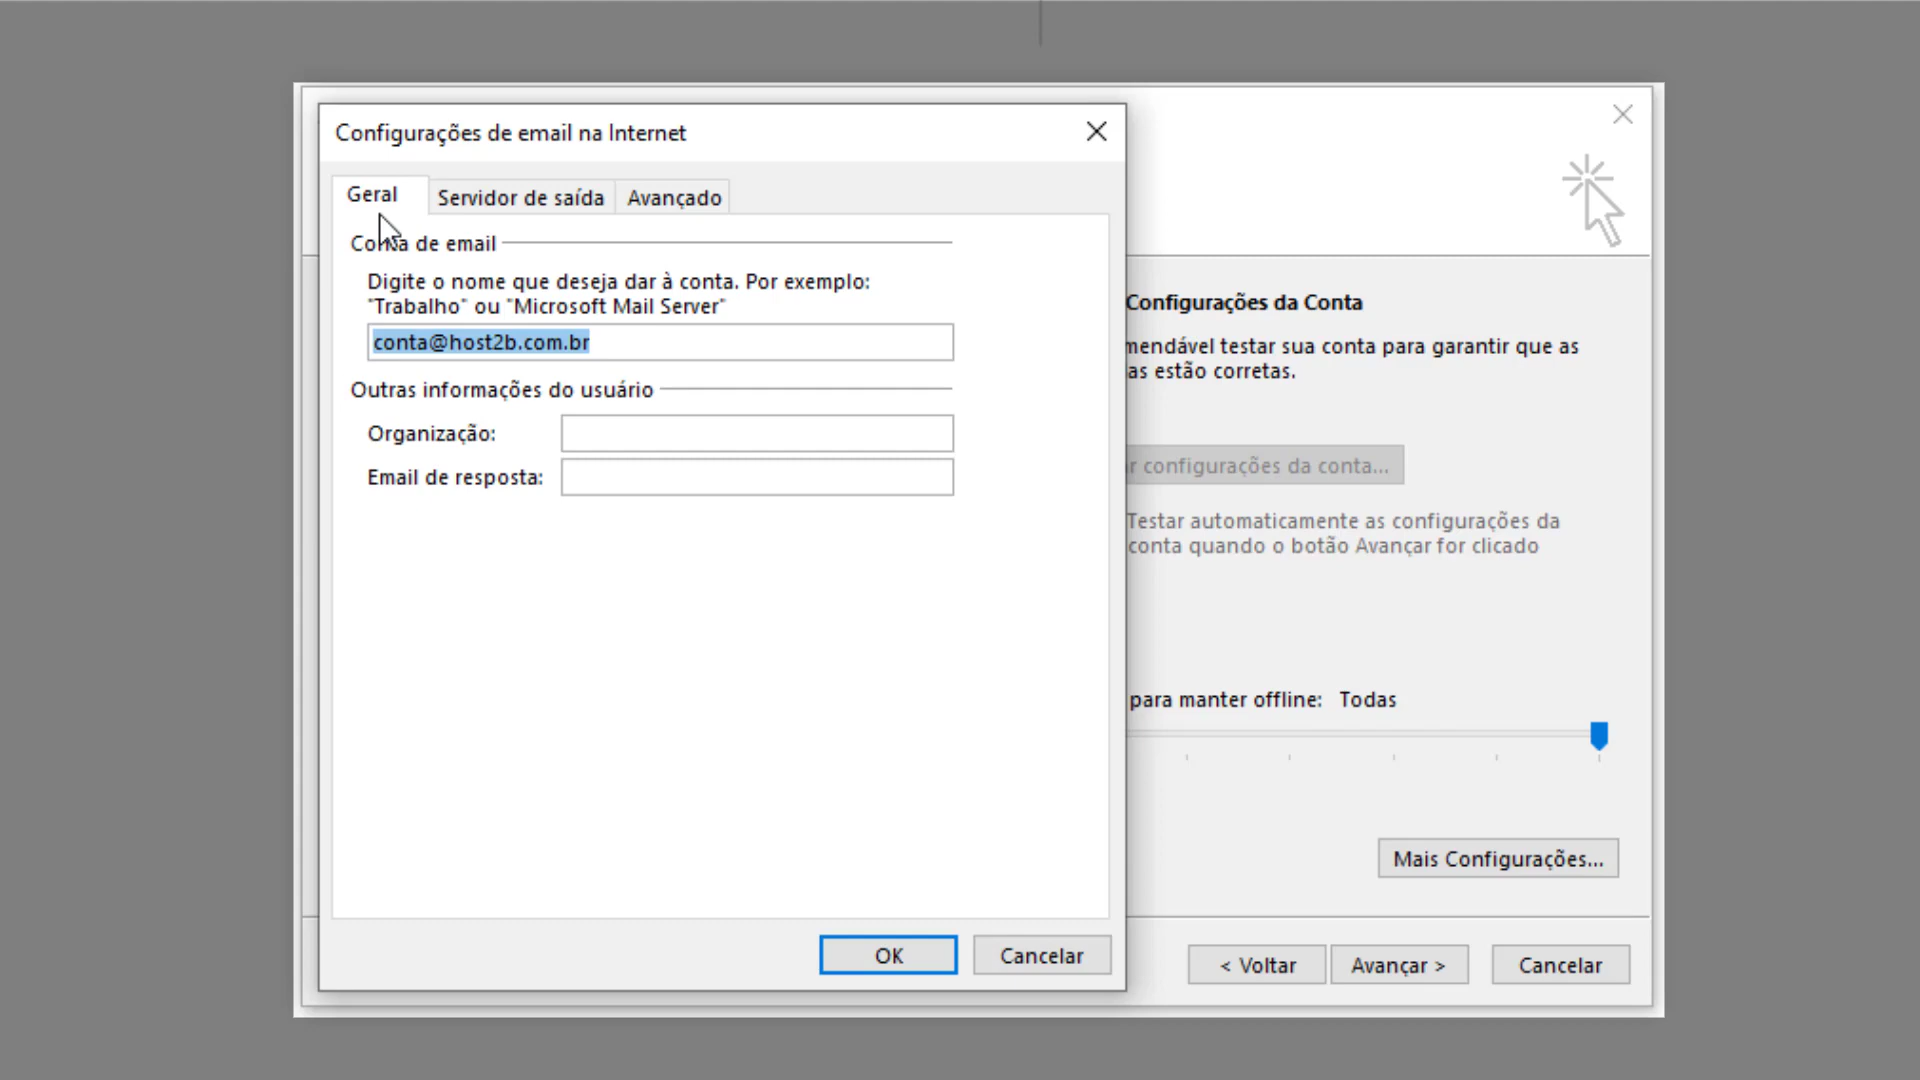 Configurações de email na Internet
Geral
Servidor de saída
Avançado
Conta de email
Digite o nome que deseja dar à conta. Por exemplo:
"Trabalho" ou "Microsoft Mail Server"
conta@host2b.com.br
Outras informações do usuário
Organização:
Email de resposta:
OK
Cancelar
Configurações da Conta
mendável testar sua conta para garantir que as
as estão corretas.
r configurações da conta...
Testar automaticamente as configurações da
conta quando o botão Avançar for clicado
para manter offline: Todas
Mais Configurações...
< Voltar
Avançar >
Cancelar